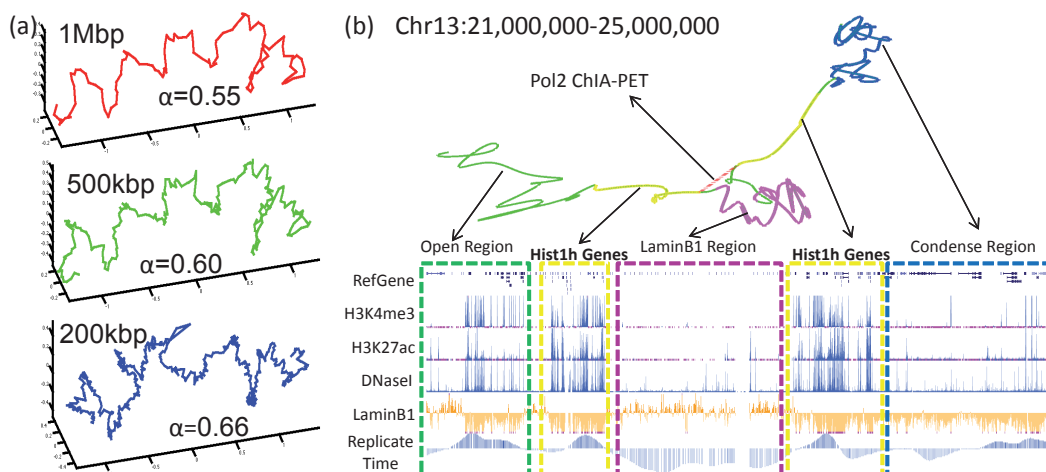 (a)
1Mbp
α=0.55
500kbp
α=0.60
200kbp
α=0.66
(b) Chr13:21,000,000-25,000,000
Pol2 ChIA-PET
Open Region
Hist1h Genes
LaminB1 Region
Hist1h Genes
Condense Region
RefGene
H3K4me3
H3K27ac
DNaseI
LaminB1
Replicate
Time